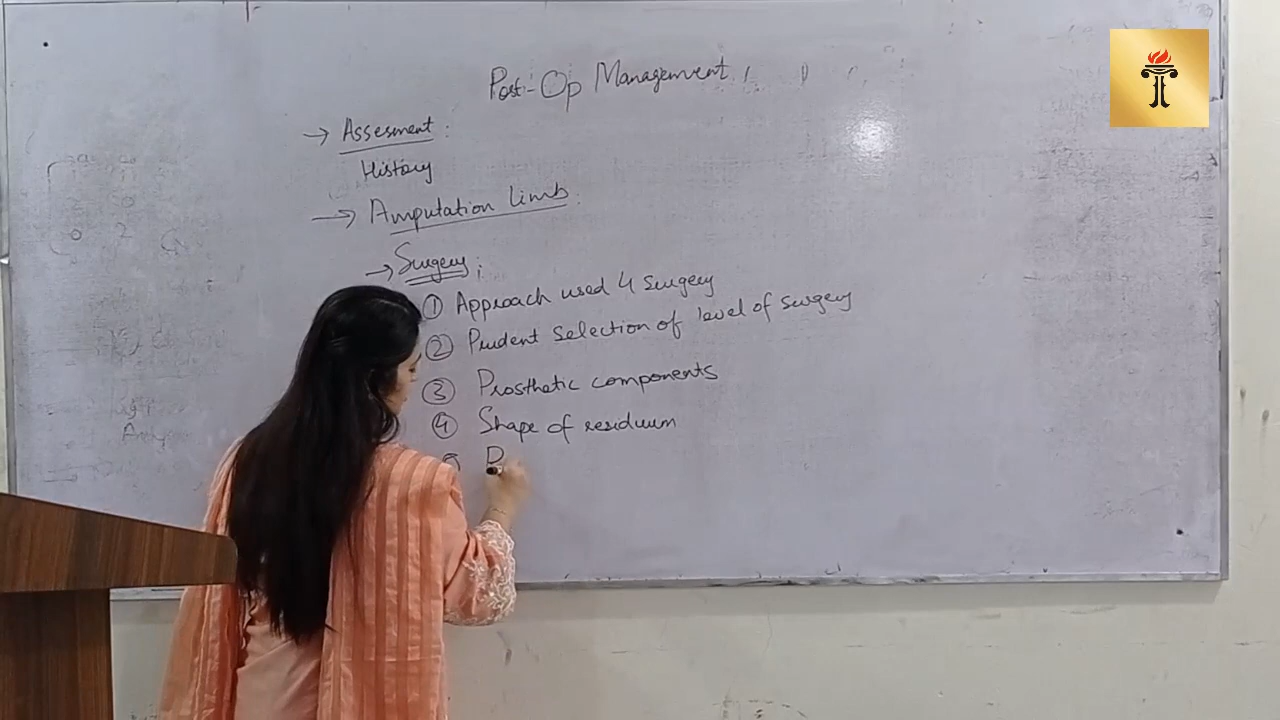 Post-Op Management
→ Assesment :
History
→ Amputation limb :
→ Surgery ;
① Approach used 4 surgery
② Prudent selection of level of surgery
③ Prosthetic components
④ Shape of residuum